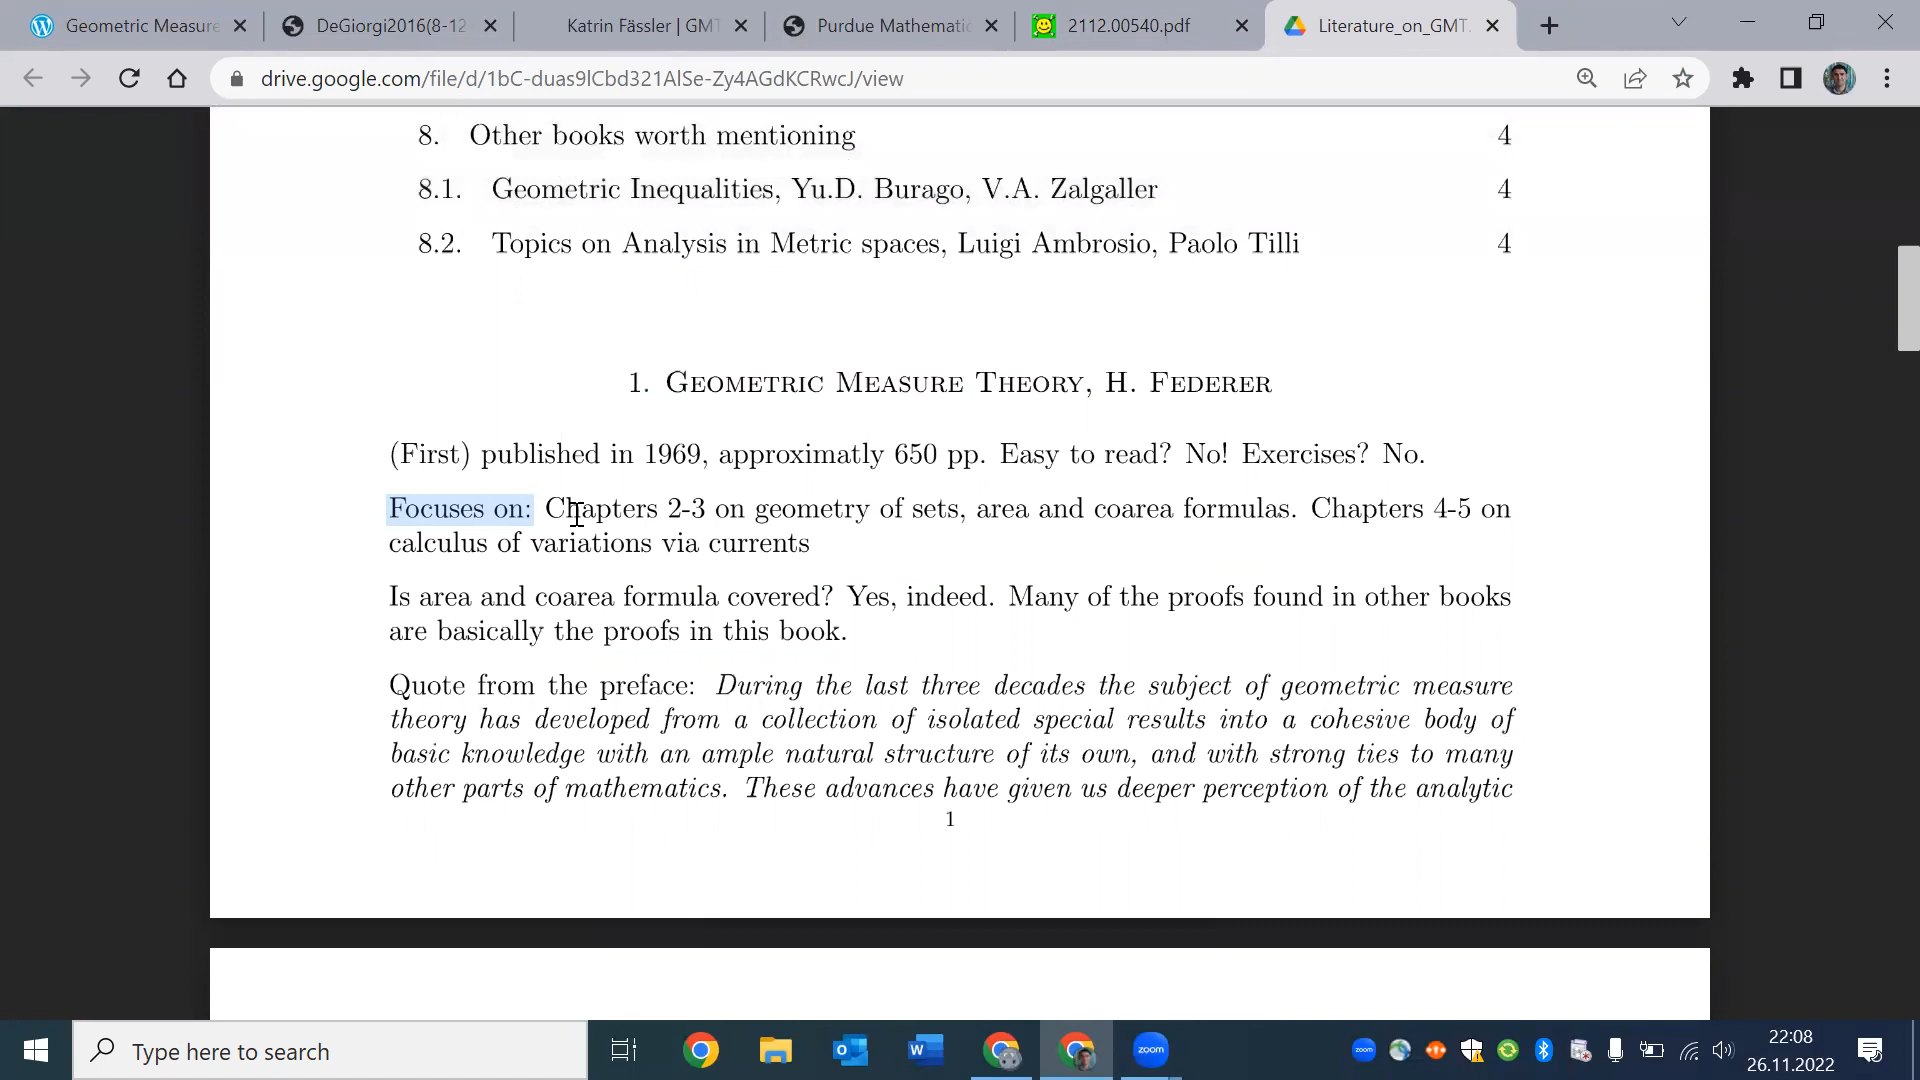 Geometric Measure
DeGiorgi2016(8-12
Katrin Fässler | GMT
Purdue Mathematic
2112.00540.pdf
Literature_on_GMT.
drive.google.com/file/d/1bC-duas9lCbd321AlSe-Zy4AGdKCRwcJ/view
8. Other books worth mentioning 4
8.1. Geometric Inequalities, Yu.D. Burago, V.A. Zalgaller 4
8.2. Topics on Analysis in Metric spaces, Luigi Ambrosio, Paolo Tilli 4
1. Geometric Measure Theory, H. Federer
(First) published in 1969, approximatly 650 pp. Easy to read? No! Exercises? No.
Focuses on: Chapters 2-3 on geometry of sets, area and coarea formulas. Chapters 4-5 on
calculus of variations via currents
Is area and coarea formula covered? Yes, indeed. Many of the proofs found in other books
are basically the proofs in this book.
Quote from the preface: During the last three decades the subject of geometric measure
theory has developed from a collection of isolated special results into a cohesive body of
basic knowledge with an ample natural structure of its own, and with strong ties to many
other parts of mathematics. These advances have given us deeper perception of the analytic
1
Type here to search
zoom
zoom
22:08
26.11.2022